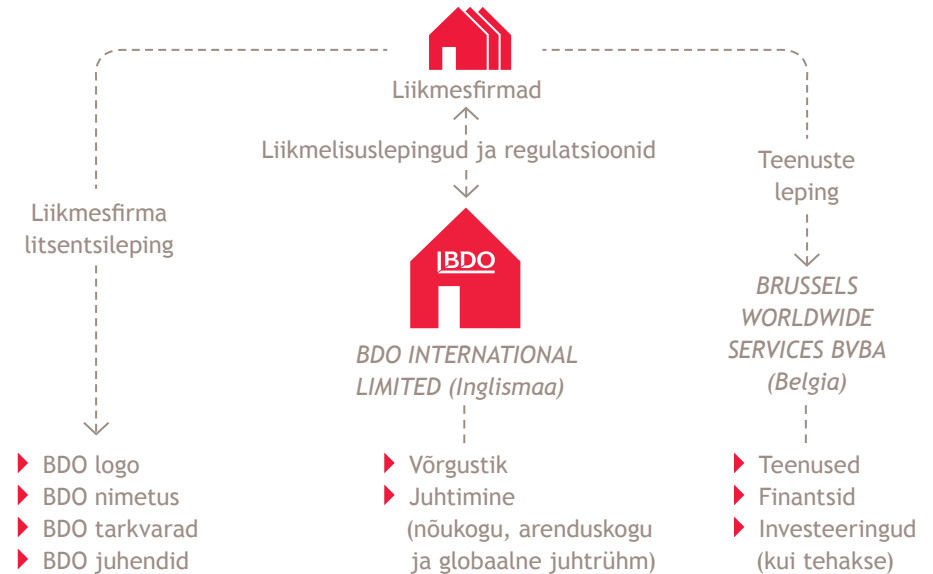 Liikmesfirmad
Liikmelisuslepingud ja regulatsioonid
Liikmesfirma
litsentsileping
Teenuste
leping
BDO
BDO INTERNATIONAL
LIMITED (Inglismaa)
BRUSSELS
WORLDWIDE
SERVICES BVBA
(Belgia)
BDO logo
BDO nimetus
BDO tarkvarad
BDO juhendid
Võrgustik
Juhtimine
(nõukogu, arenduskogu
ja globaalne juhtrühm)
Teenused
Finantsid
Investeeringud
(kui tehakse)